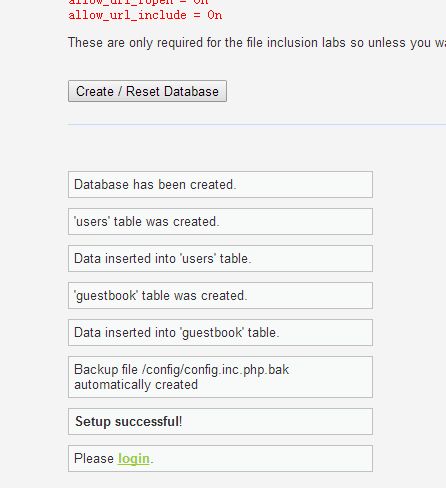 allow_url_fopen = On
allow_url_include = On
These are only required for the file inclusion labs so unless you wa
Create / Reset Database
Database has been created.
'users' table was created.
Data inserted into 'users' table.
'guestbook' table was created.
Data inserted into 'guestbook' table.
Backup file /config/config.inc.php.bak
automatically created
Setup successful!
Please login.